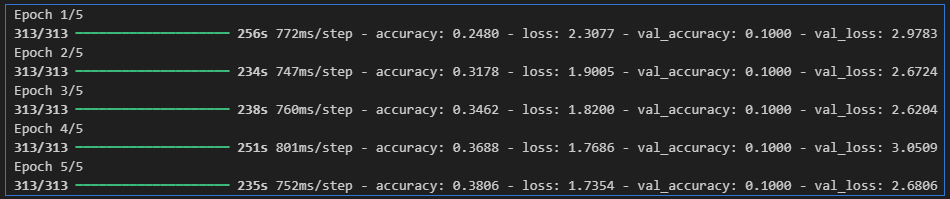 Epoch 1/5
313/313 ━━━━━━━━━━━━━━━━━━━━ 256s 772ms/step - accuracy: 0.2480 - loss: 2.3077 - val_accuracy: 0.1000 - val_loss: 2.9783
Epoch 2/5
313/313 ━━━━━━━━━━━━━━━━━━━━ 234s 747ms/step - accuracy: 0.3178 - loss: 1.9005 - val_accuracy: 0.1000 - val_loss: 2.6724
Epoch 3/5
313/313 ━━━━━━━━━━━━━━━━━━━━ 238s 760ms/step - accuracy: 0.3462 - loss: 1.8200 - val_accuracy: 0.1000 - val_loss: 2.6204
Epoch 4/5
313/313 ━━━━━━━━━━━━━━━━━━━━ 251s 801ms/step - accuracy: 0.3688 - loss: 1.7686 - val_accuracy: 0.1000 - val_loss: 3.0509
Epoch 5/5
313/313 ━━━━━━━━━━━━━━━━━━━━ 235s 752ms/step - accuracy: 0.3806 - loss: 1.7354 - val_accuracy: 0.1000 - val_loss: 2.6806